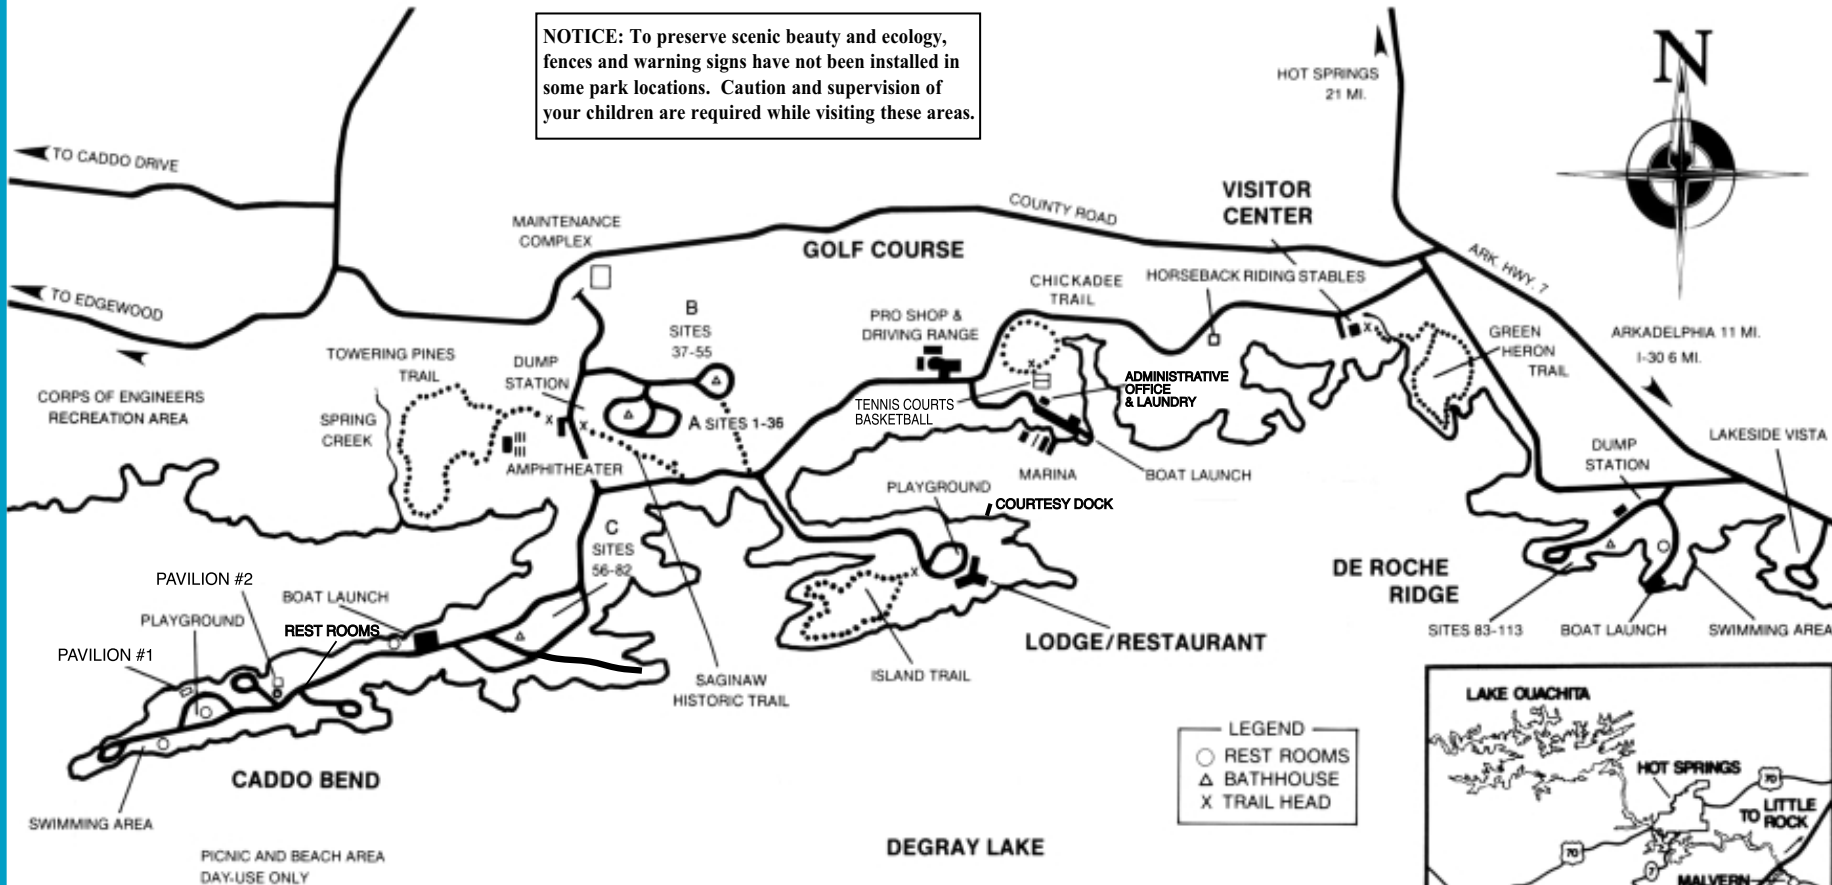 NOTICE: To preserve scenic beauty and ecology,
fences and warning signs have not been installed in
some park locations. Caution and supervision of
your children are required while visiting these areas.
N
HOT SPRINGS
21 MI.
TO CADDO DRIVE
VISITOR
CENTER
COUNTY ROAD
MAINTENANCE
COMPLEX
GOLF COURSE
ARK. HWY. 7
CHICKADEE
TRAIL
HORSEBACK RIDING STABLES
TO EDGEWOOD
B
SITES
37-55
PRO SHOP &
DRIVING RANGE
GREEN
HERON
TRAIL
ARKADELPHIA 11 MI.
I-30 6 MI.
TOWERING PINES
TRAIL
DUMP
STATION
CORPS OF ENGINEERS
RECREATION AREA
SPRING
CREEK
X
X
A SITES 1-36
TENNIS COURTS
BASKETBALL
X
ADMINISTRATIVE
OFFICE
& LAUNDRY
X
AMPHITHEATER
MARINA
BOAT LAUNCH
DUMP
STATION
LAKESIDE VISTA
PLAYGROUND
COURTESY DOCK
C
SITES
56-82
X
DE ROCHE
RIDGE
PAVILION #2
BOAT LAUNCH
PLAYGROUND
REST ROOMS
PAVILION #1
SITES 83-113
BOAT LAUNCH
SWIMMING AREA
LODGE/RESTAURANT
ISLAND TRAIL
SAGINAW
HISTORIC TRAIL
CADDO BEND
SWIMMING AREA
PICNIC AND BEACH AREA
DAY-USE ONLY
DEGRAY LAKE
LEGEND
REST ROOMS
BATHHOUSE
X TRAIL HEAD
LAKE OUACHITA
HOT SPRINGS
70
TO LITTLE
ROCK
70
7
MALVERN